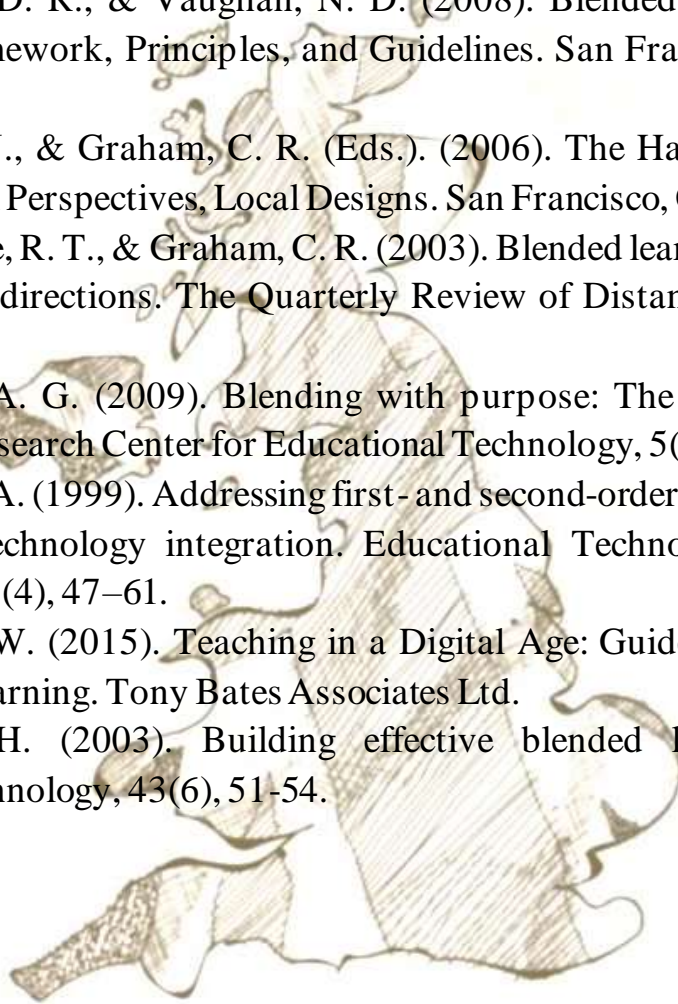 D. R., & Vaughan, N. D. (2008). Blended
nework, Principles, and Guidelines. San Fra
., & Graham, C. R. (Eds.). (2006). The Ha
Perspectives, Local Designs. San Francisco,
e, R. T., & Graham, C. R. (2003). Blended lear
directions. The Quarterly Review of Distan
A. G. (2009). Blending with purpose: The
search Center for Educational Technology, 5(
A. (1999). Addressing first- and second-order
echnology integration. Educational Techno
(4), 47–61.
W. (2015). Teaching in a Digital Age: Guid
arning. Tony Bates Associates Ltd.
H. (2003). Building effective blended
hnology, 43(6), 51-54.